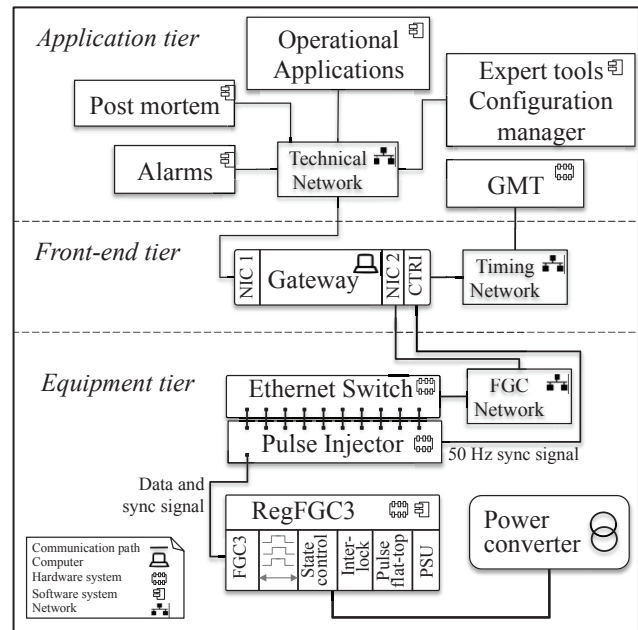 Application tier
Operational
Applications
Expert tools
Configuration
manager
Post mortem
Alarms
Technical
Network
GMT
Front-end tier
NIC 1
Gateway
NIC 2
CTRI
Timing
Network
Equipment tier
Ethernet Switch
FGC
Network
Pulse Injector
50 Hz sync signal
Data and
sync signal
RegFGC3
FGC3
State
control
Inter-
lock
Pulse
flat-top
PSU
Power
converter
Communication path
Computer
Hardware system
Software system
Network